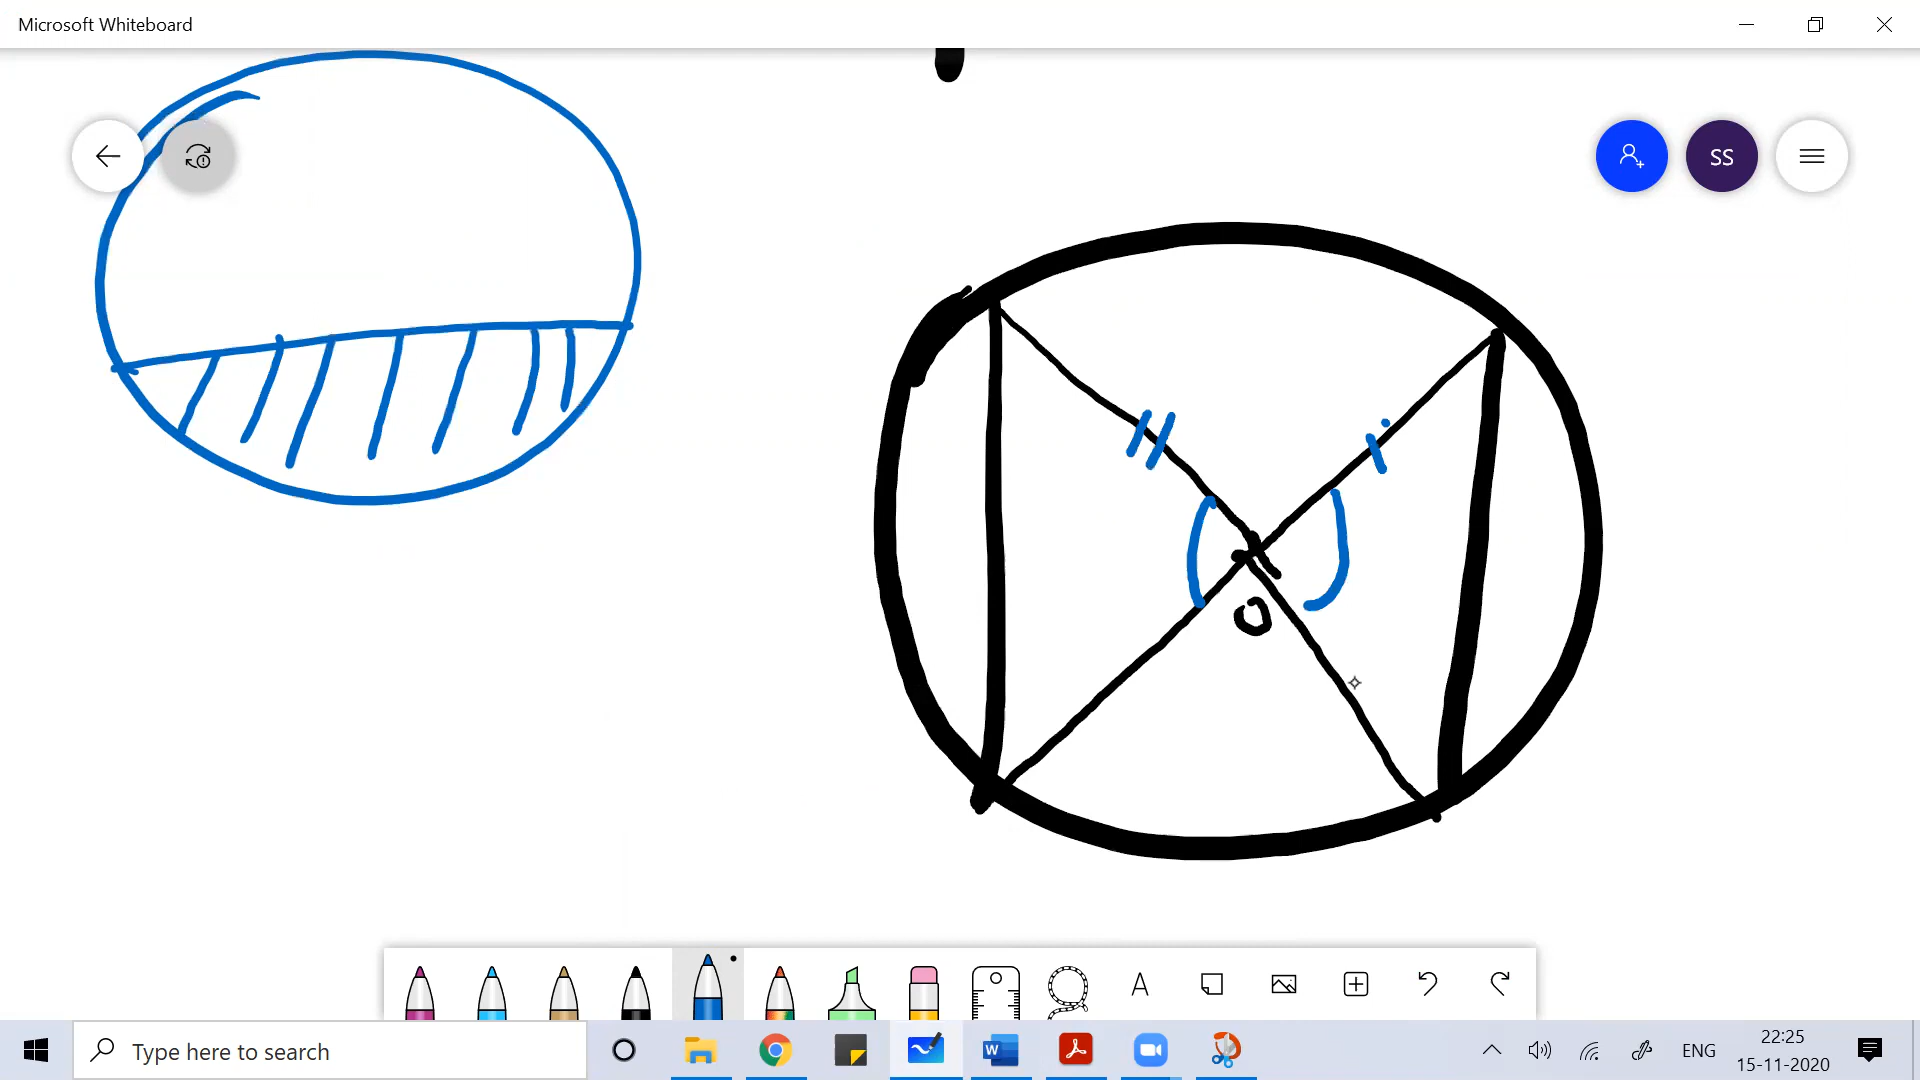 Microsoft Whiteboard
SS
O
A
Type here to search
W
ENG
22:25
15-11-2020